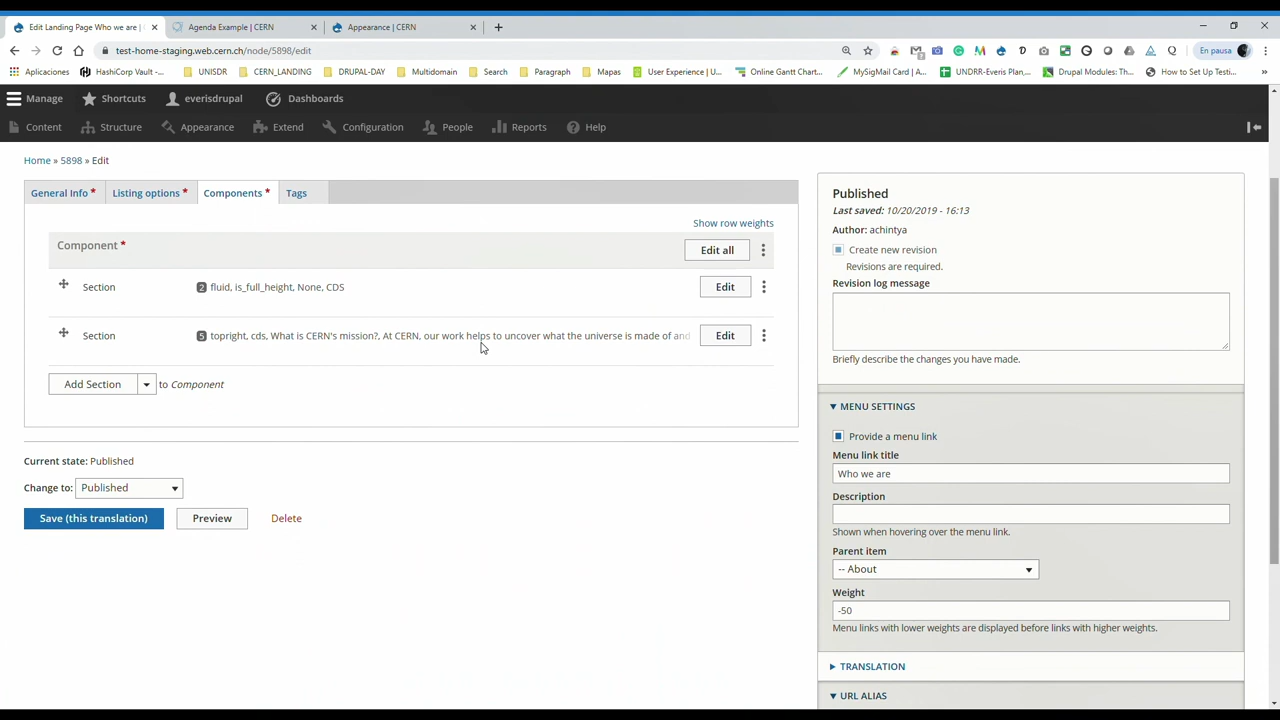 Edit Landing Page Who we are |
Agenda Example | CERN
Appearance | CERN
test-home-staging.web.cern.ch/node/5898/edit
En pausa
Aplicaciones
HashiCorp Vault -...
UNISDR
CERN_LANDING
DRUPAL-DAY
Multidomain
Search
Paragraph
Mapas
User Experience | U...
Online Gantt Chart...
MySigMail Card | A...
UNDRR-Everis Plan,...
Drupal Modules: Th...
How to Set Up Testi...
Manage
Shortcuts
everisdrupal
Dashboards
Content
Structure
Appearance
Extend
Configuration
People
Reports
Help
Home » 5898 » Edit
General Info *
Listing options *
Components *
Tags
Show row weights
Component *
Edit all
Section
2 fluid, is_full_height, None, CDS
Edit
Section
5 topright, cds, What is CERN's mission?, At CERN, our work helps to uncover what the universe is made of and
Edit
Add Section
to Component
Current state: Published
Change to: Published
Save (this translation)
Preview
Delete
Published
Last saved: 10/20/2019 - 16:13
Author: achintya
Create new revision
Revisions are required.
Revision log message
Briefly describe the changes you have made.
MENU SETTINGS
Provide a menu link
Menu link title
Who we are
Description
Shown when hovering over the menu link.
Parent item
-- About
Weight
-50
Menu links with lower weights are displayed before links with higher weights.
TRANSLATION
URL ALIAS